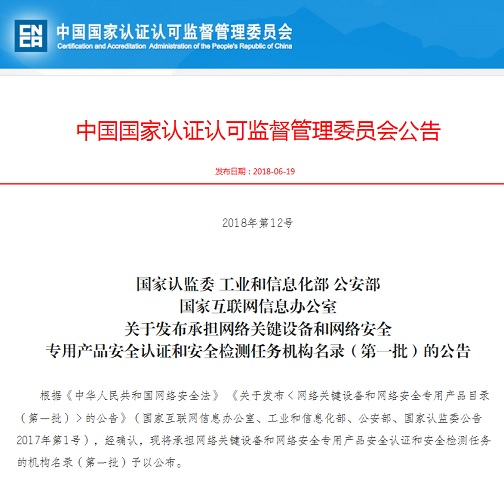 CNCA
中国国家认证认可监督管理委员会
Certification and Accreditation Administration of the People's Republic of China
中国国家认证认可监督管理委员会公告
发布日期：2018-06-19
2018年第12号
国家认监委 工业和信息化部 公安部
国家互联网信息办公室
关于发布承担网络关键设备和网络安全
专用产品安全认证和安全检测任务机构名录（第一批）的公告
根据《中华人民共和国网络安全法》《关于发布＜网络关键设备和网络安全专用产品目录
（第一批）＞的公告》（国家互联网信息办公室、工业和信息化部、公安部、国家认监委公告
2017年第1号），经确认，现将承担网络关键设备和网络安全专用产品安全认证和安全检测任务
的机构名录（第一批）予以公布。